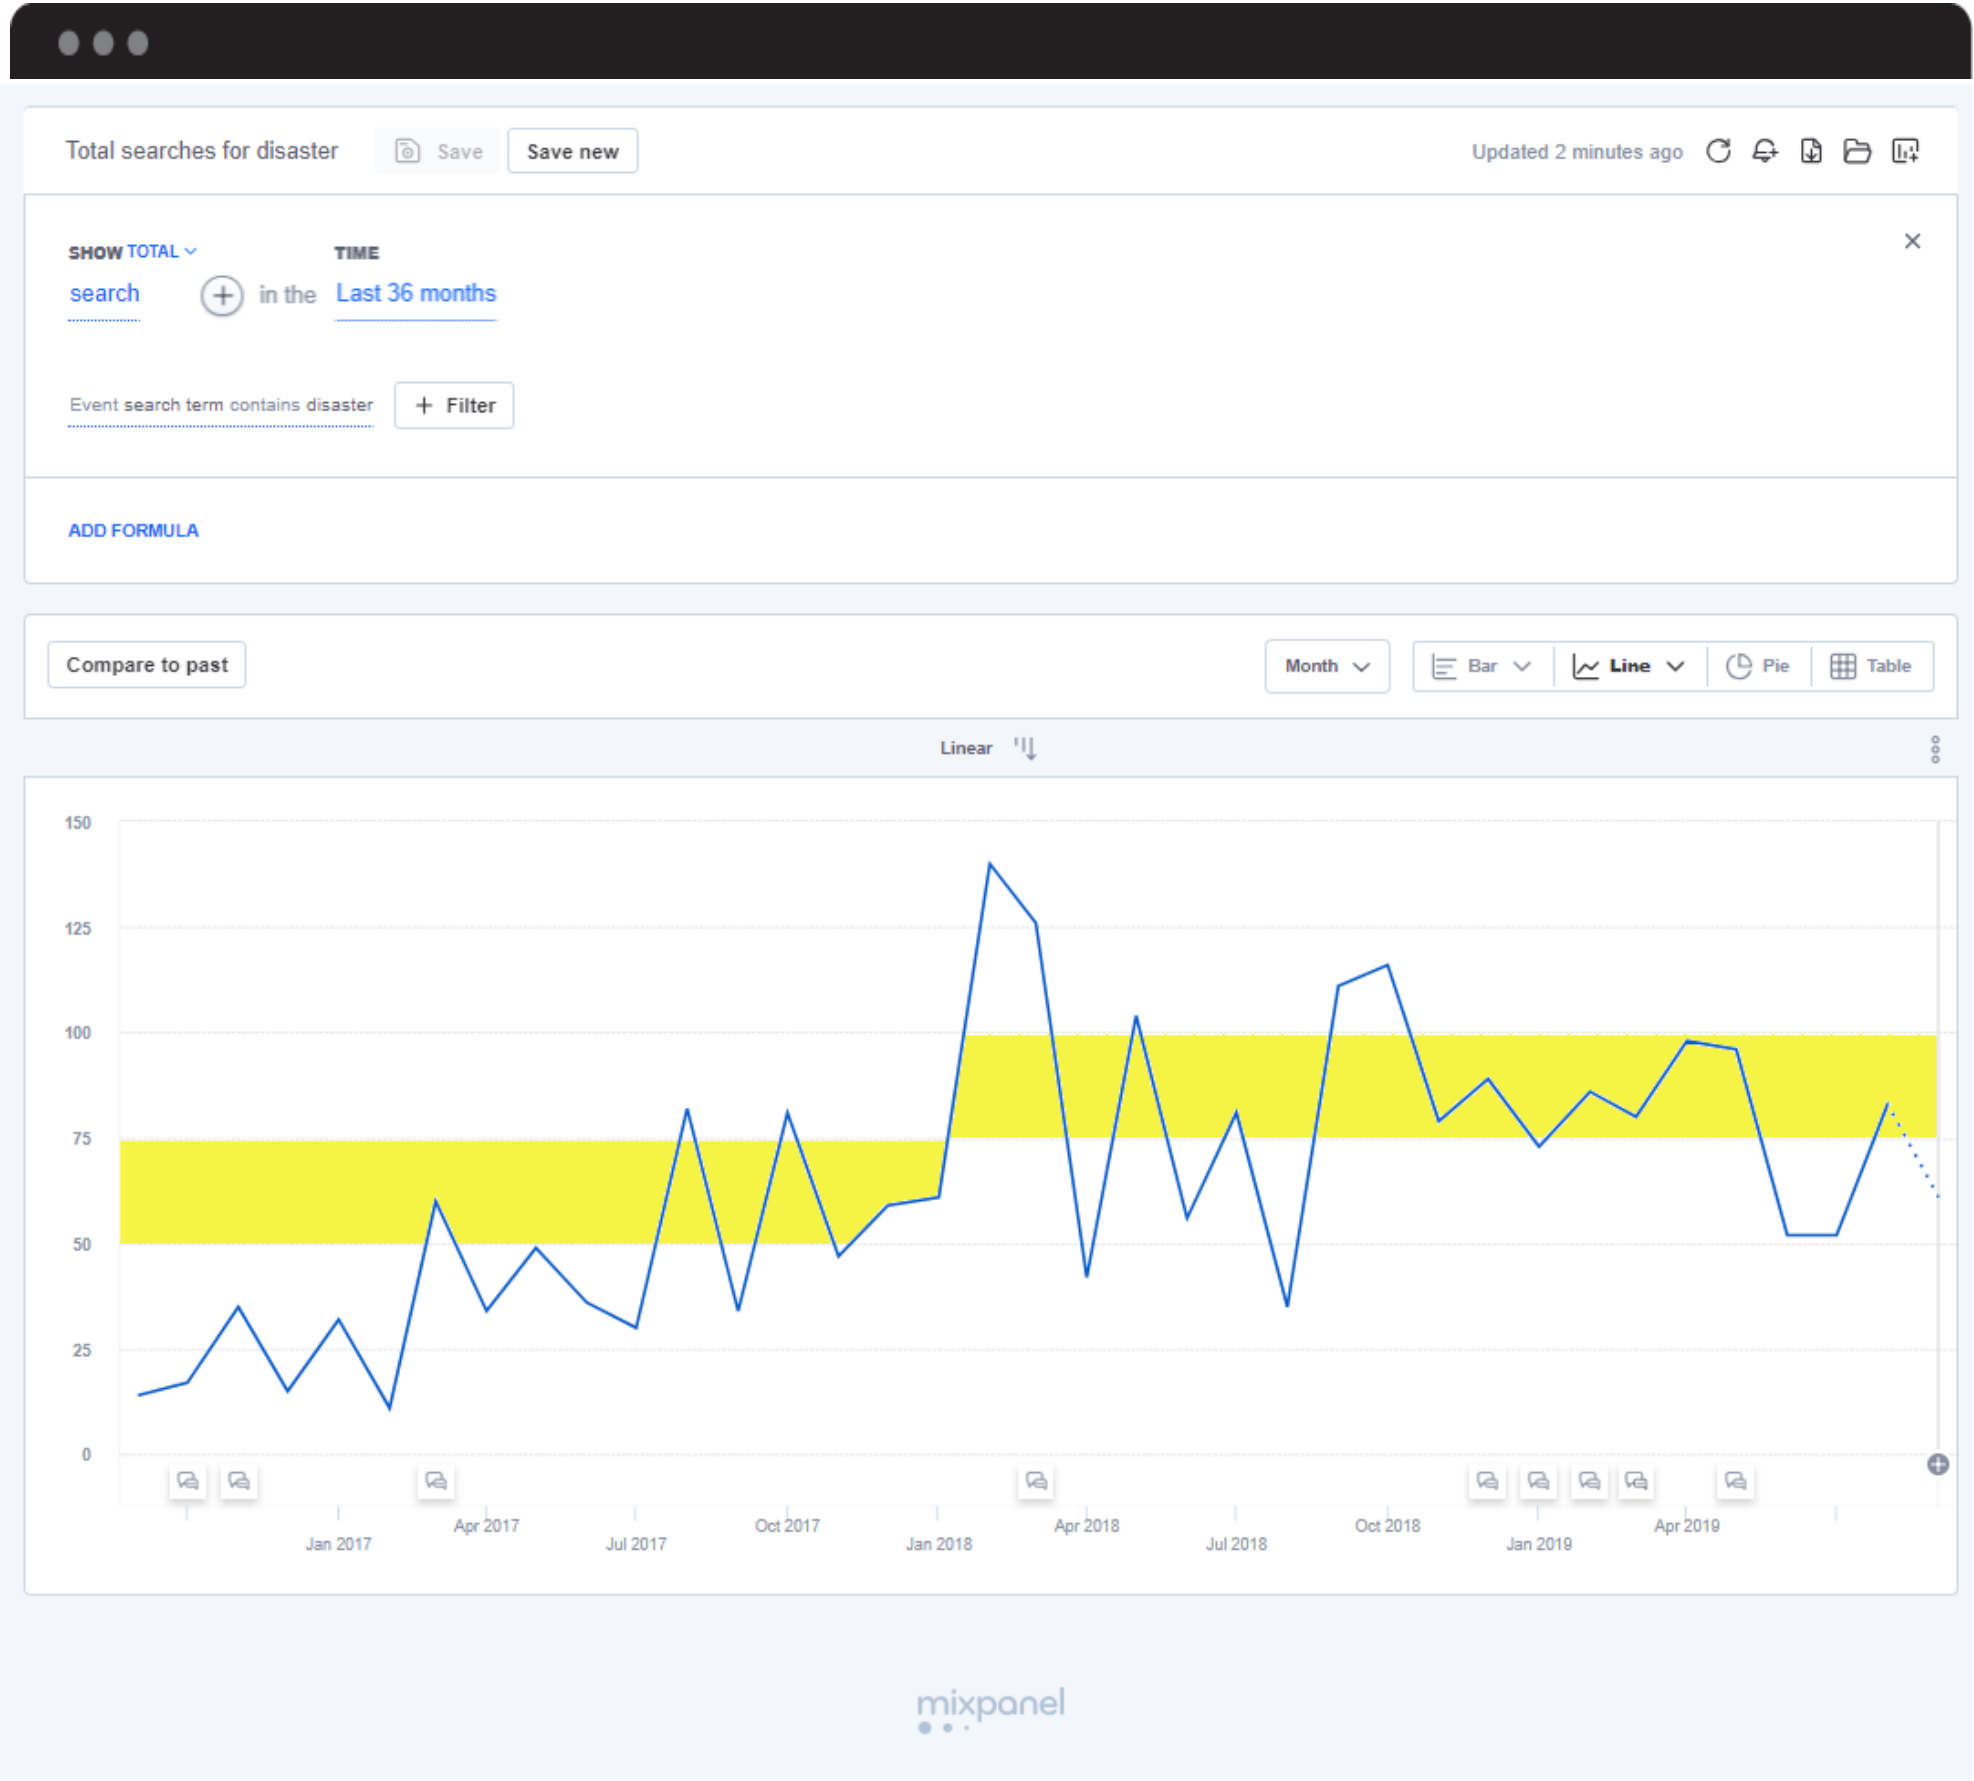 Total searches for disaster Save Save new Updated 2 minutes ago
SHOW TOTAL TIME
search in the Last 36 months
Event search term contains disaster + Filter
ADD FORMULA
Compare to past Month Bar Line Pie Table
Linear
150
125
100
75
50
25
0
Apr 2017 Oct 2017 Apr 2018 Oct 2018 Apr 2019
Jan 2017 Jul 2017 Jan 2018 Jul 2018 Jan 2019
mixpanel